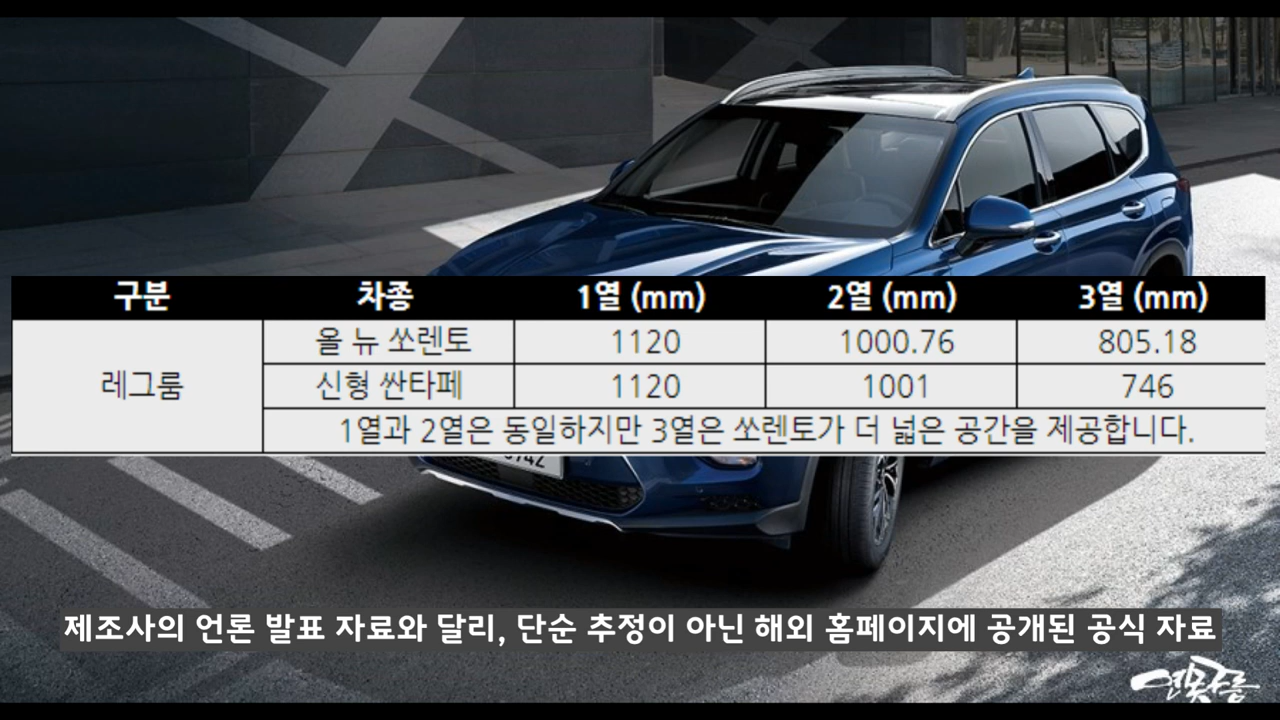 구분 차종 1열 (mm) 2열 (mm) 3열 (mm)
레그룸
올 뉴 쏘렌토 1120 1000.76 805.18
신형 싼타페 1120 1001 746
1열과 2열은 동일하지만 3열은 쏘렌토가 더 넓은 공간을 제공합니다.
제조사의 언론 발표 자료와 달리, 단순 추정이 아닌 해외 홈페이지에 공개된 공식 자료
연못구름